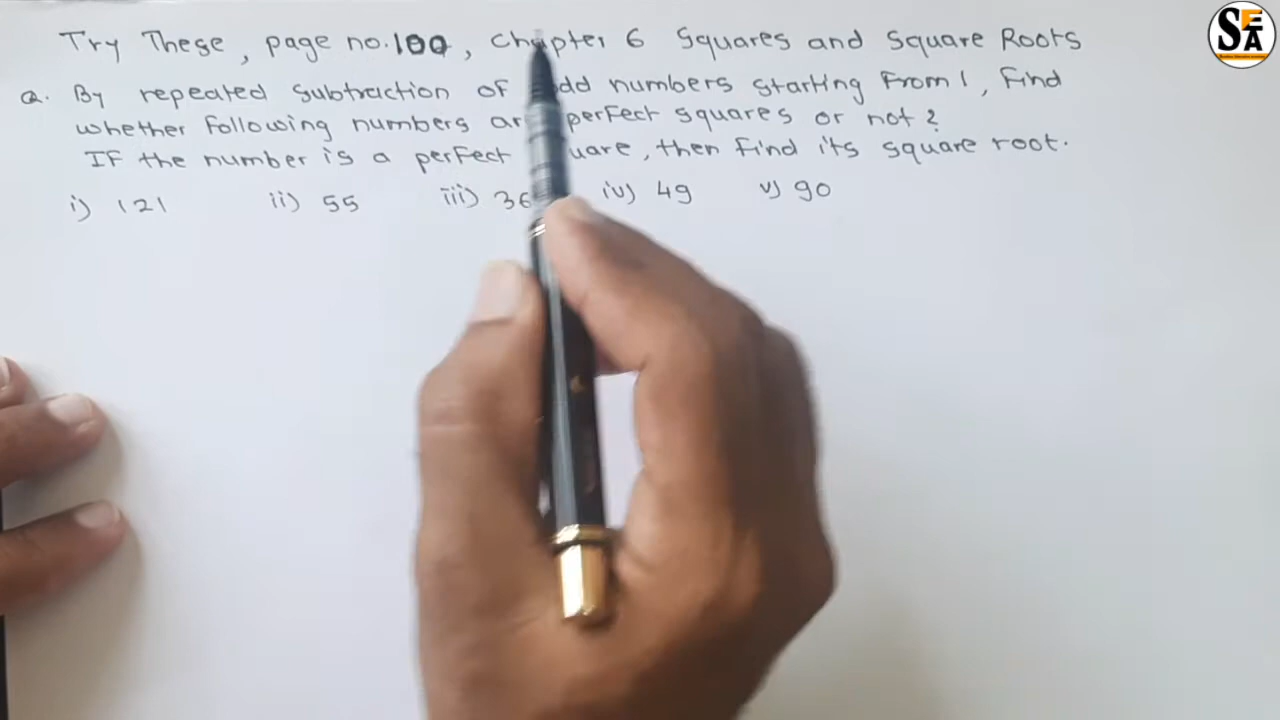 Try These, page no.100, Chapter 6 Squares and Square Roots
Q. By repeated subtraction of odd numbers starting from 1, Find
whether following numbers are perfect squares or not?
IF the number is a perfect square, then find its square root.
i) 121 ii) 55 iii) 36 iv) 49 v) 90
SEA